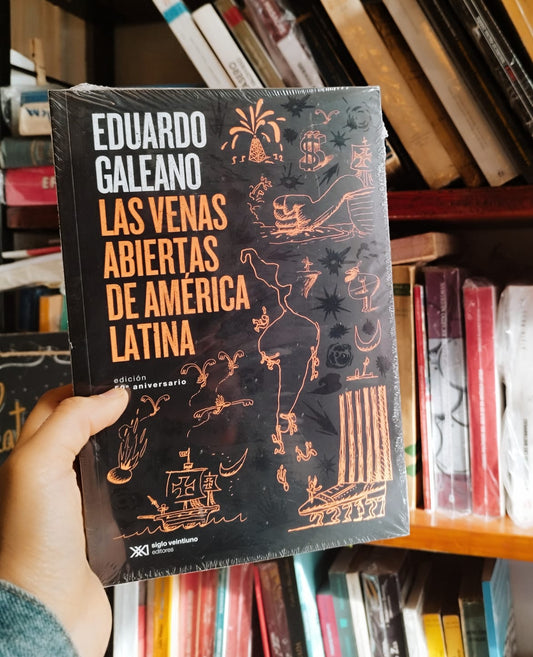 EDUARDO
GALEANO
LAS VENAS
ABIERTAS
DE AMÉRICA
LATINA
edición
aniversario
siglo veintiuno
editores